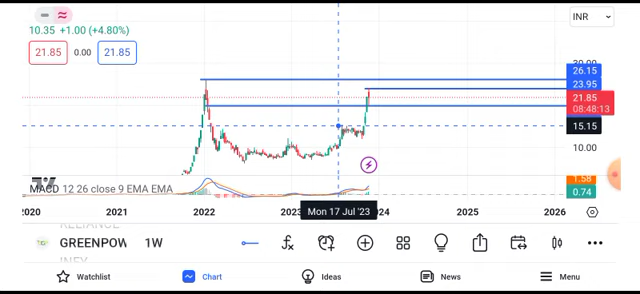 INR
10.35 +1.00 (+4.80%)
21.85 0.00 21.85
26.15
23.95
21.85
08:48:13
15.15
10.00
MACD 12 26 close 9 EMA EMA
1.58
0.74
2020 2021 2022 2023 Mon 17 Jul '23 2024 2025 2026
GREENPOW 1W
Watchlist Chart Ideas News Menu